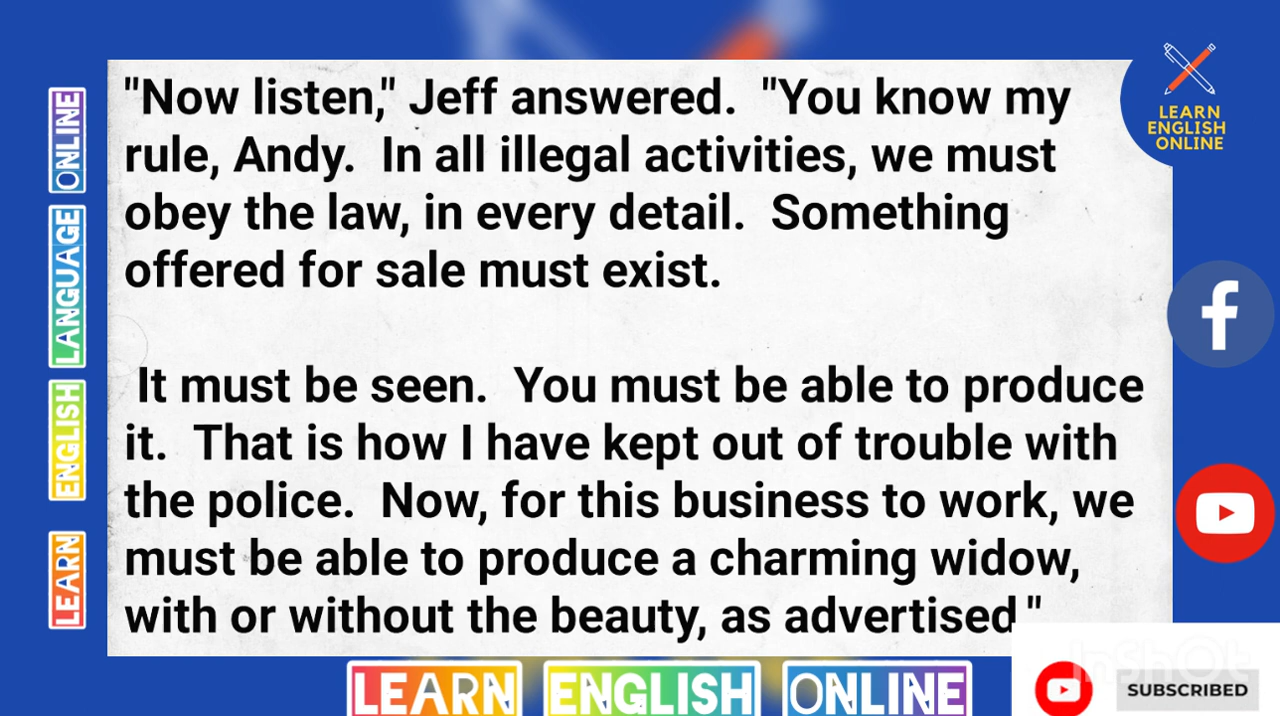 "Now listen," Jeff answered.  "You know my
rule, Andy.  In all illegal activities, we must
obey the law, in every detail.  Something
offered for sale must exist.
It must be seen.  You must be able to produce
it.  That is how I have kept out of trouble with
the police.  Now, for this business to work, we
must be able to produce a charming widow,
with or without the beauty, as advertised."
LEARN
ENGLISH
ONLINE
LEARN ENGLISH LANGUAGE ONLINE
LEARN ENGLISH ONLINE
InShOt
SUBSCRIBED